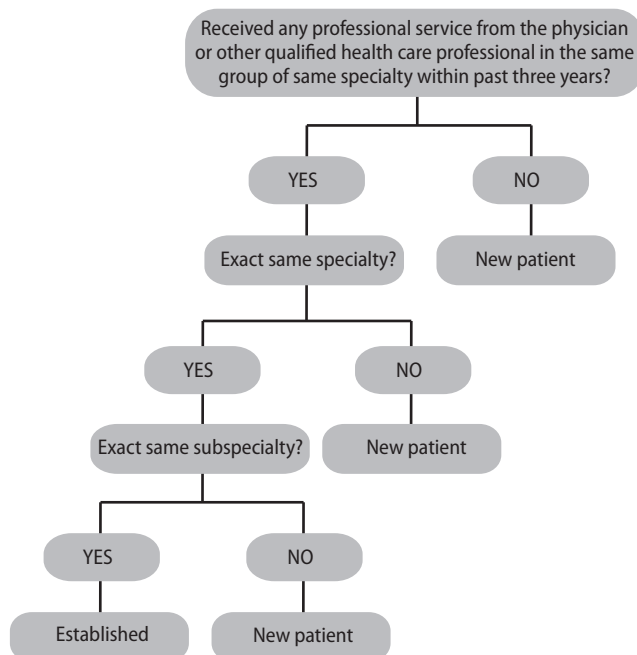 Received any professional service from the physician
or other qualified health care professional in the same
group of same specialty within past three years?
YES
NO
Exact same specialty?
New patient
YES
NO
Exact same subspecialty?
New patient
YES
NO
Established
New patient